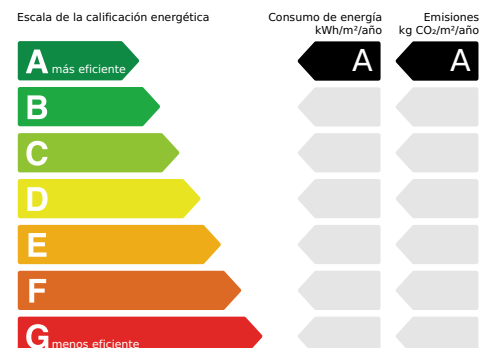 Escala de la calificación energética
Consumo de energía
kWh/m²/año
Emisiones
kg CO₂/m²/año
A más eficiente
A
A
B
C
D
E
F
G menos eficiente